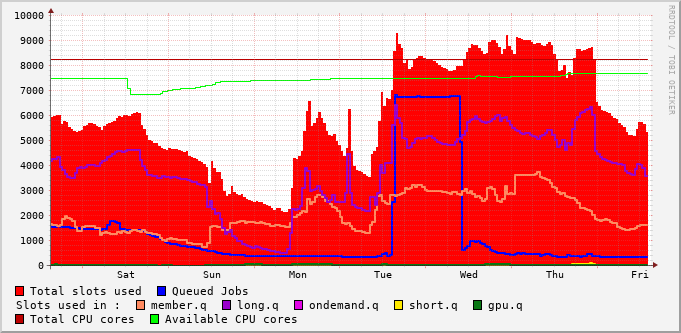 RRDTOOL / TOBI OETIKER
10000
9000
8000
7000
6000
5000
4000
3000
2000
1000
0
Sat Sun Mon Tue Wed Thu Fri
Total slots used Queued Jobs
Slots used in : member.q long.q ondemand.q short.q gpu.q
Total CPU cores Available CPU cores